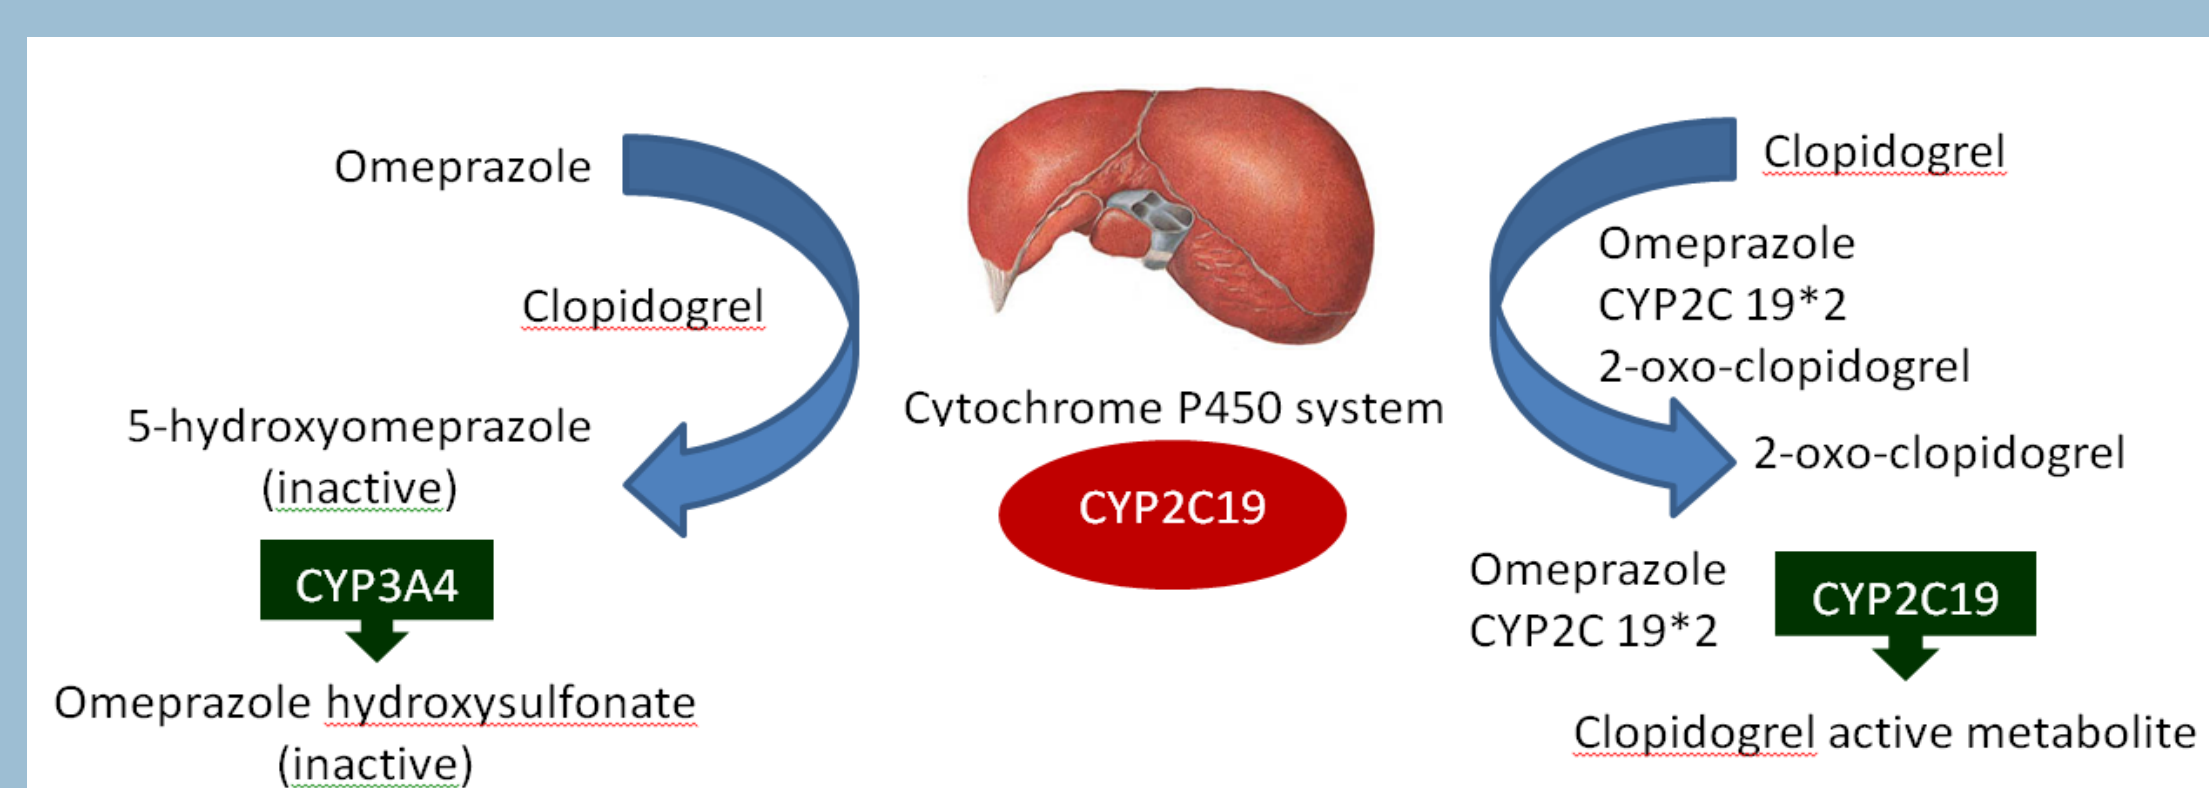 Omeprazole
Clopidogrel
5-hydroxyomeprazole
(inactive)
CYP3A4
Omeprazole hydroxysulfonate
(inactive)
Cytochrome P450 system
CYP2C19
Clopidogrel
Omeprazole
CYP2C 19*2
2-oxo-clopidogrel
2-oxo-clopidogrel
Omeprazole
CYP2C 19*2
CYP2C19
Clopidogrel active metabolite